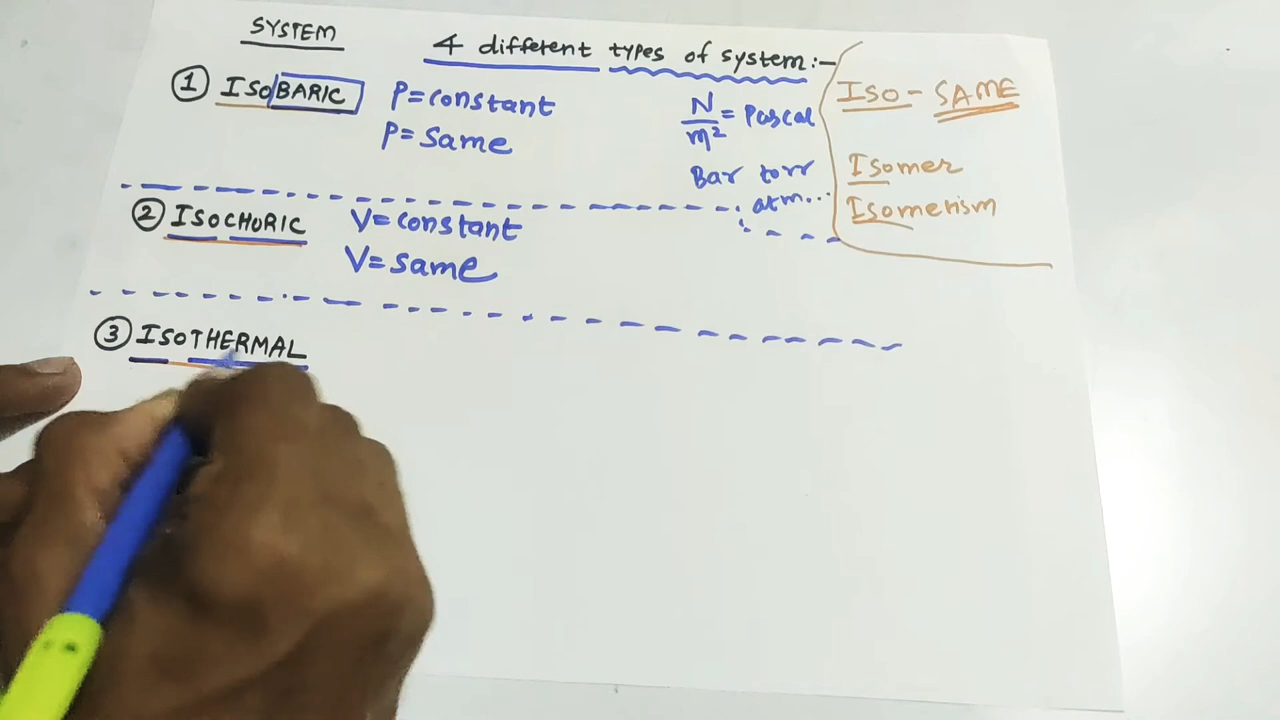 SYSTEM
4 different types of system:-
① ISOBARIC P=constant
P=same
N/m² = Pascal
Bar torr
atm...
ISO - SAME
Isomer
Isomerism
② ISOCHORIC V=constant
V=same
③ ISOTHERMAL